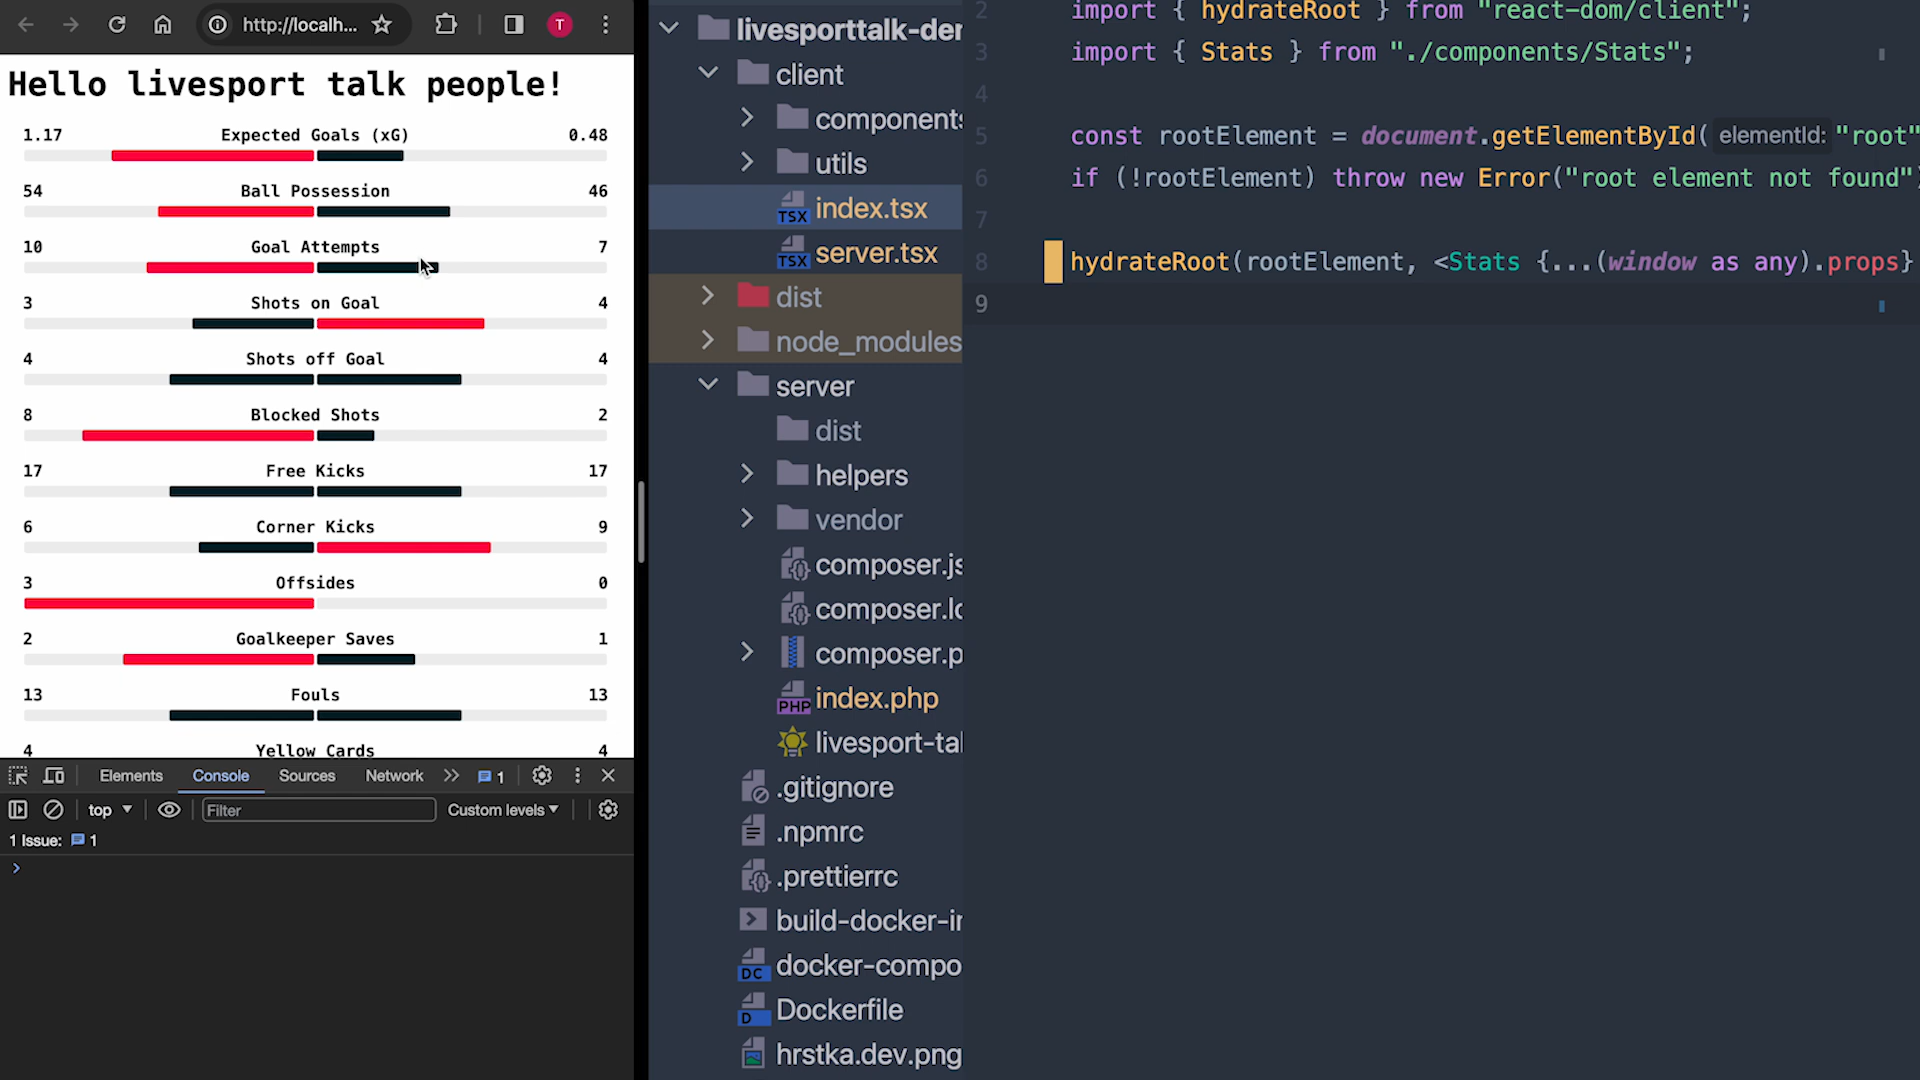 http://localh...
T
Hello livesport talk people!
1.17 Expected Goals (xG) 0.48
54 Ball Possession 46
10 Goal Attempts 7
3 Shots on Goal 4
4 Shots off Goal 4
8 Blocked Shots 2
17 Free Kicks 17
6 Corner Kicks 9
3 Offsides 0
2 Goalkeeper Saves 1
13 Fouls 13
4 Yellow Cards 4
Elements Console Sources Network 1
top Filter Custom levels
1 Issue: 1
livesporttalk-der
client
components
utils
TSX index.tsx
TSX server.tsx
dist
node_modules
server
dist
helpers
vendor
composer.js
composer.lo
composer.p
PHP index.php
livesport-tal
.gitignore
.npmrc
.prettierrc
build-docker-ir
DC docker-compo
D Dockerfile
hrstka.dev.png
2 import { hydrateRoot } from "react-dom/client";
3 import { Stats } from "./components/Stats";
4
5 const rootElement = document.getElementById( elementId: "root"
6 if (!rootElement) throw new Error("root element not found")
7
8 hydrateRoot(rootElement, <Stats {...(window as any).props}
9